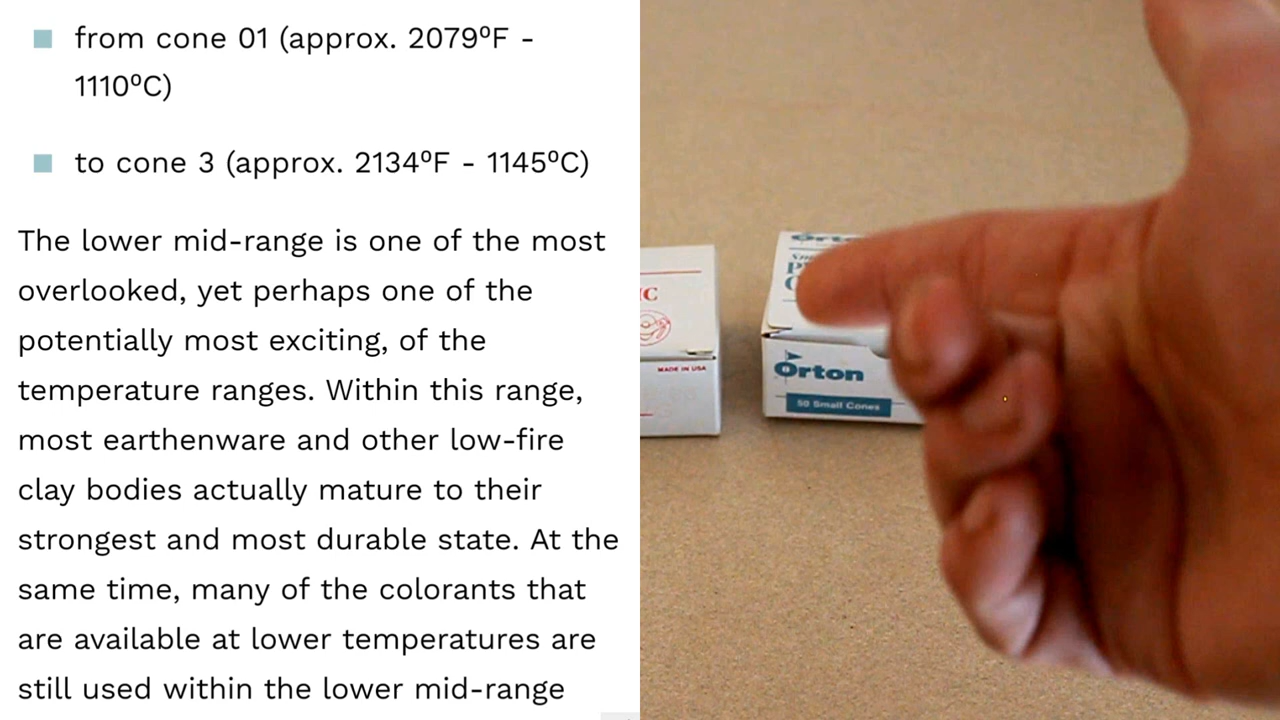 from cone 01 (approx. 2079ºF -
1110ºC)
to cone 3 (approx. 2134ºF - 1145ºC)
The lower mid-range is one of the most
overlooked, yet perhaps one of the
potentially most exciting, of the
temperature ranges. Within this range,
most earthenware and other low-fire
clay bodies actually mature to their
strongest and most durable state. At the
same time, many of the colorants that
are available at lower temperatures are
still used within the lower mid-range
IC
MADE IN USA
Orton
Orton
50 Small Cones